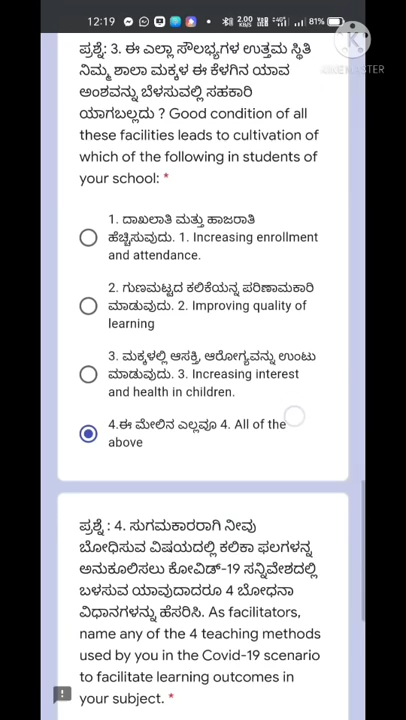 12:19
81%
KINEMASTER
ಪ್ರಶ್ನೆ: 3. ಈ ಎಲ್ಲಾ ಸೌಲಭ್ಯಗಳ ಉತ್ತಮ ಸ್ಥಿತಿ
ನಿಮ್ಮ ಶಾಲಾ ಮಕ್ಕಳ ಈ ಕೆಳಗಿನ ಯಾವ
ಅಂಶವನ್ನು ಬೆಳಸುವಲ್ಲಿ ಸಹಕಾರಿ
ಯಾಗಬಲ್ಲದು ? Good condition of all
these facilities leads to cultivation of
which of the following in students of
your school: *
1. ದಾಖಲಾತಿ ಮತ್ತು ಹಾಜರಾತಿ
ಹೆಚ್ಚಿಸುವುದು. 1. Increasing enrollment
and attendance.
2. ಗುಣಮಟ್ಟದ ಕಲಿಕೆಯನ್ನ ಪರಿಣಾಮಕಾರಿ
ಮಾಡುವುದು. 2. Improving quality of
learning
3. ಮಕ್ಕಳಲ್ಲಿ ಆಸಕ್ತಿ, ಆರೋಗ್ಯವನ್ನು ಉಂಟು
ಮಾಡುವುದು. 3. Increasing interest
and health in children.
4.ಈ ಮೇಲಿನ ಎಲ್ಲವೂ 4. All of the
above
ಪ್ರಶ್ನೆ : 4. ಸುಗಮಕಾರರಾಗಿ ನೀವು
ಬೋಧಿಸುವ ವಿಷಯದಲ್ಲಿ ಕಲಿಕಾ ಫಲಗಳನ್ನ
ಅನುಕೂಲಿಸಲು ಕೋವಿಡ್-19 ಸನ್ನಿವೇಶದಲ್ಲಿ
ಬಳಸುವ ಯಾವುದಾದರೂ 4 ಬೋಧನಾ
ವಿಧಾನಗಳನ್ನು ಹೆಸರಿಸಿ. As facilitators,
name any of the 4 teaching methods
used by you in the Covid-19 scenario
to facilitate learning outcomes in
your subject. *